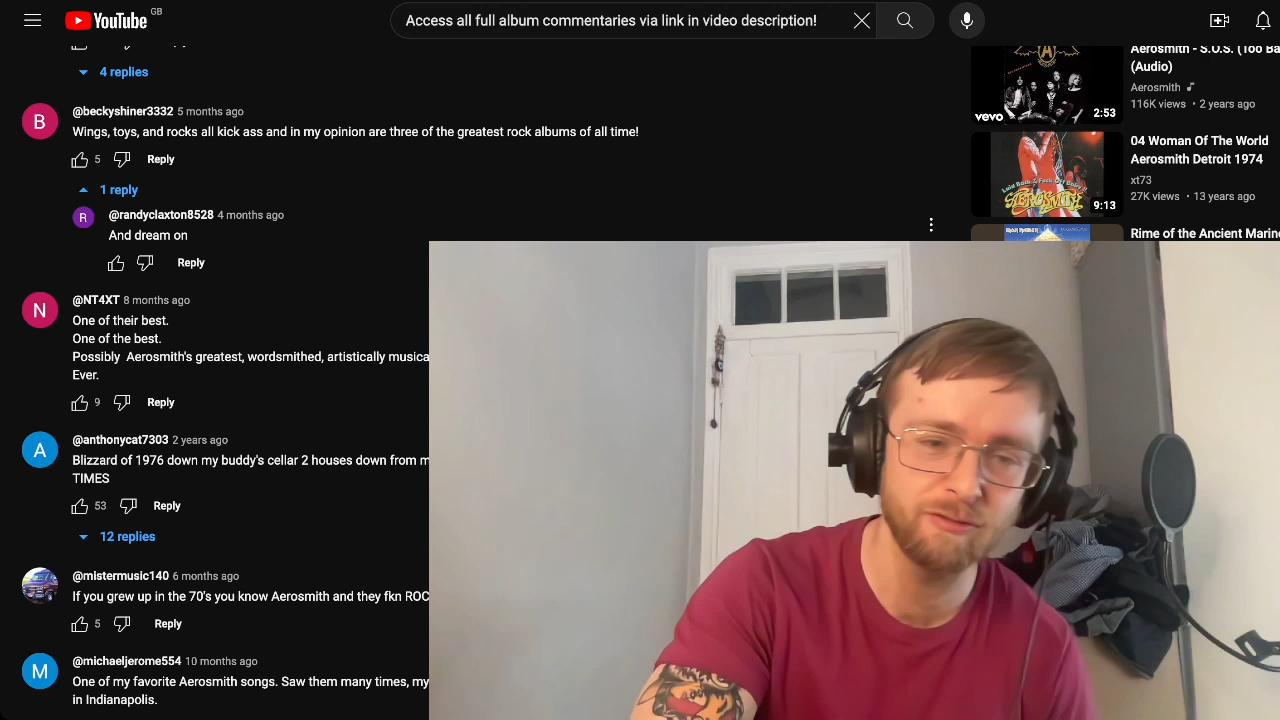 YouTube GB
Access all full album commentaries via link in video description!
4 replies
@beckyshiner3332 5 months ago
Wings, toys, and rocks all kick ass and in my opinion are three of the greatest rock albums of all time!
5 Reply
1 reply
R
@randyclaxton8528 4 months ago
And dream on
Reply
N
@NT4XT 8 months ago
One of their best.
One of the best.
Possibly Aerosmith's greatest, wordsmithed, artistically musica
Ever.
9 Reply
A
@anthonycat7303 2 years ago
Blizzard of 1976 down my buddy's cellar 2 houses down from m
TIMES
53 Reply
12 replies
@mistermusic140 6 months ago
If you grew up in the 70's you know Aerosmith and they fkn ROC
5 Reply
M
@michaeljerome554 10 months ago
One of my favorite Aerosmith songs. Saw them many times, my
in Indianapolis.
B
Aerosmith - S.O.S. (Too Ba
(Audio)
Aerosmith
116K views • 2 years ago
vevo 2:53
04 Woman Of The World
Aerosmith Detroit 1974
xt73
27K views • 13 years ago
AEROSMITH
9:13
Rime of the Ancient Marine